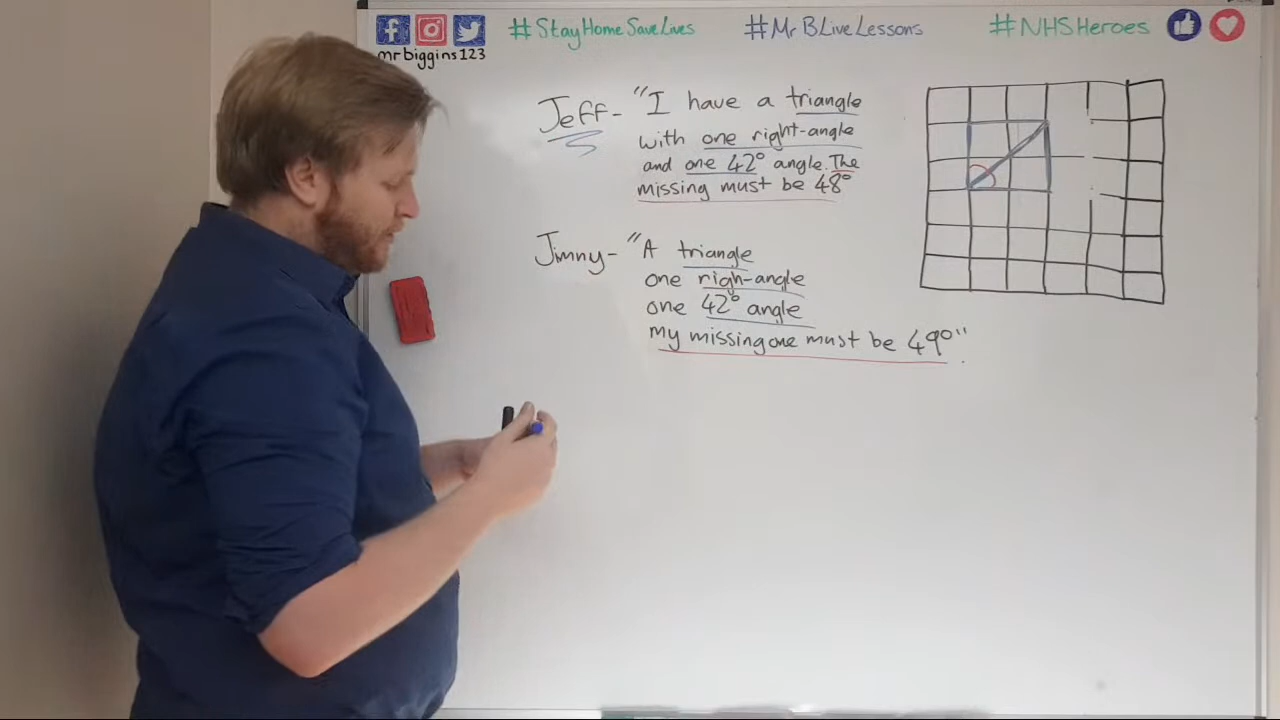 #StayHomeSaveLives #MrBLiveLessons #NHSHeroes
mrbiggins123
Jeff- "I have a triangle
with one right-angle
and one 42° angle. The
missing must be 48°
Jimny- "A triangle
one righ-angle
one 42° angle
my missing one must be 49°"